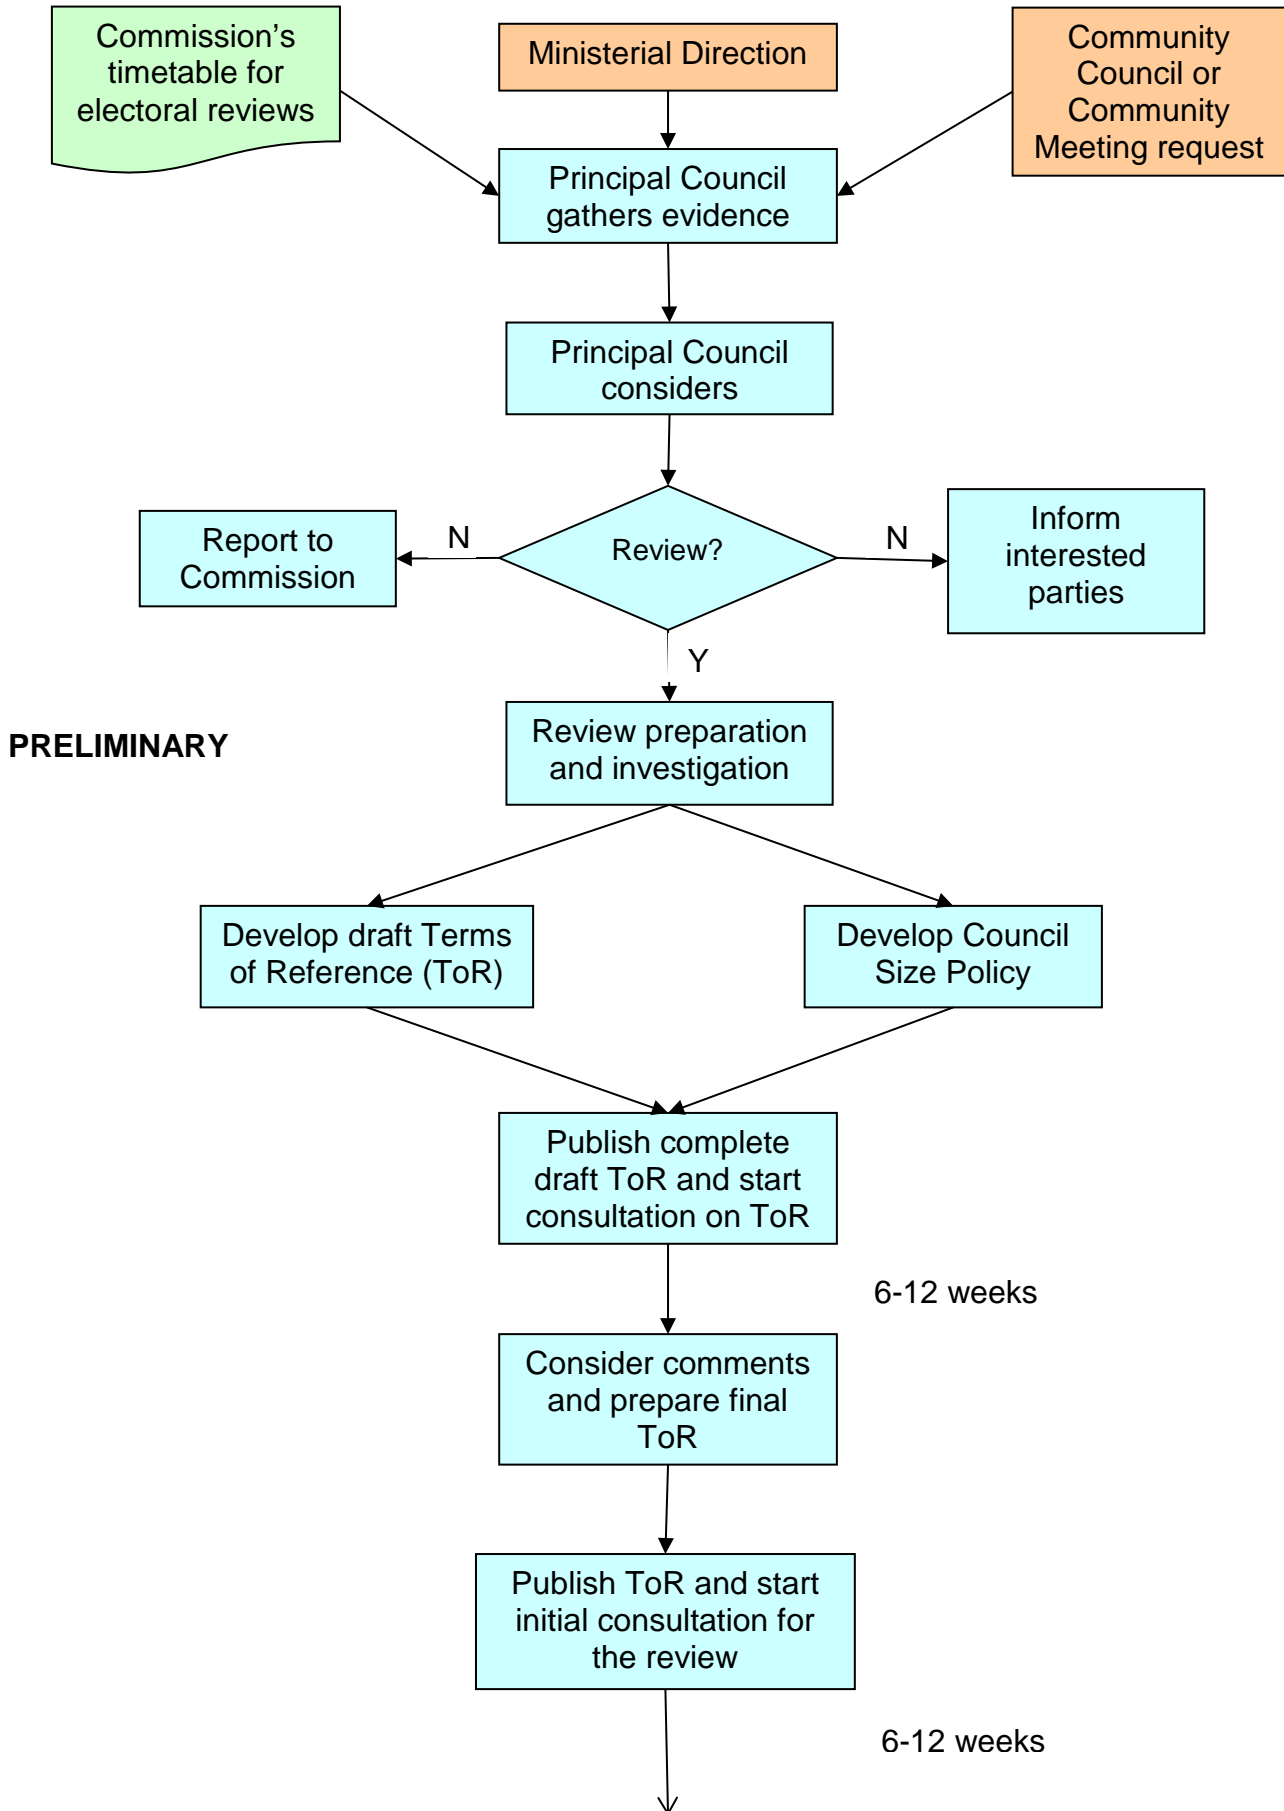 Commission’s
timetable for
electoral reviews
Ministerial Direction
Community
Council or
Community
Meeting request
Principal Council
gathers evidence
Principal Council
considers
Review?
N
Report to
Commission
N
Inform
interested
parties
Y
PRELIMINARY
Review preparation
and investigation
Develop draft Terms
of Reference (ToR)
Develop Council
Size Policy
Publish complete
draft ToR and start
consultation on ToR
6-12 weeks
Consider comments
and prepare final
ToR
Publish ToR and start
initial consultation for
the review
6-12 weeks